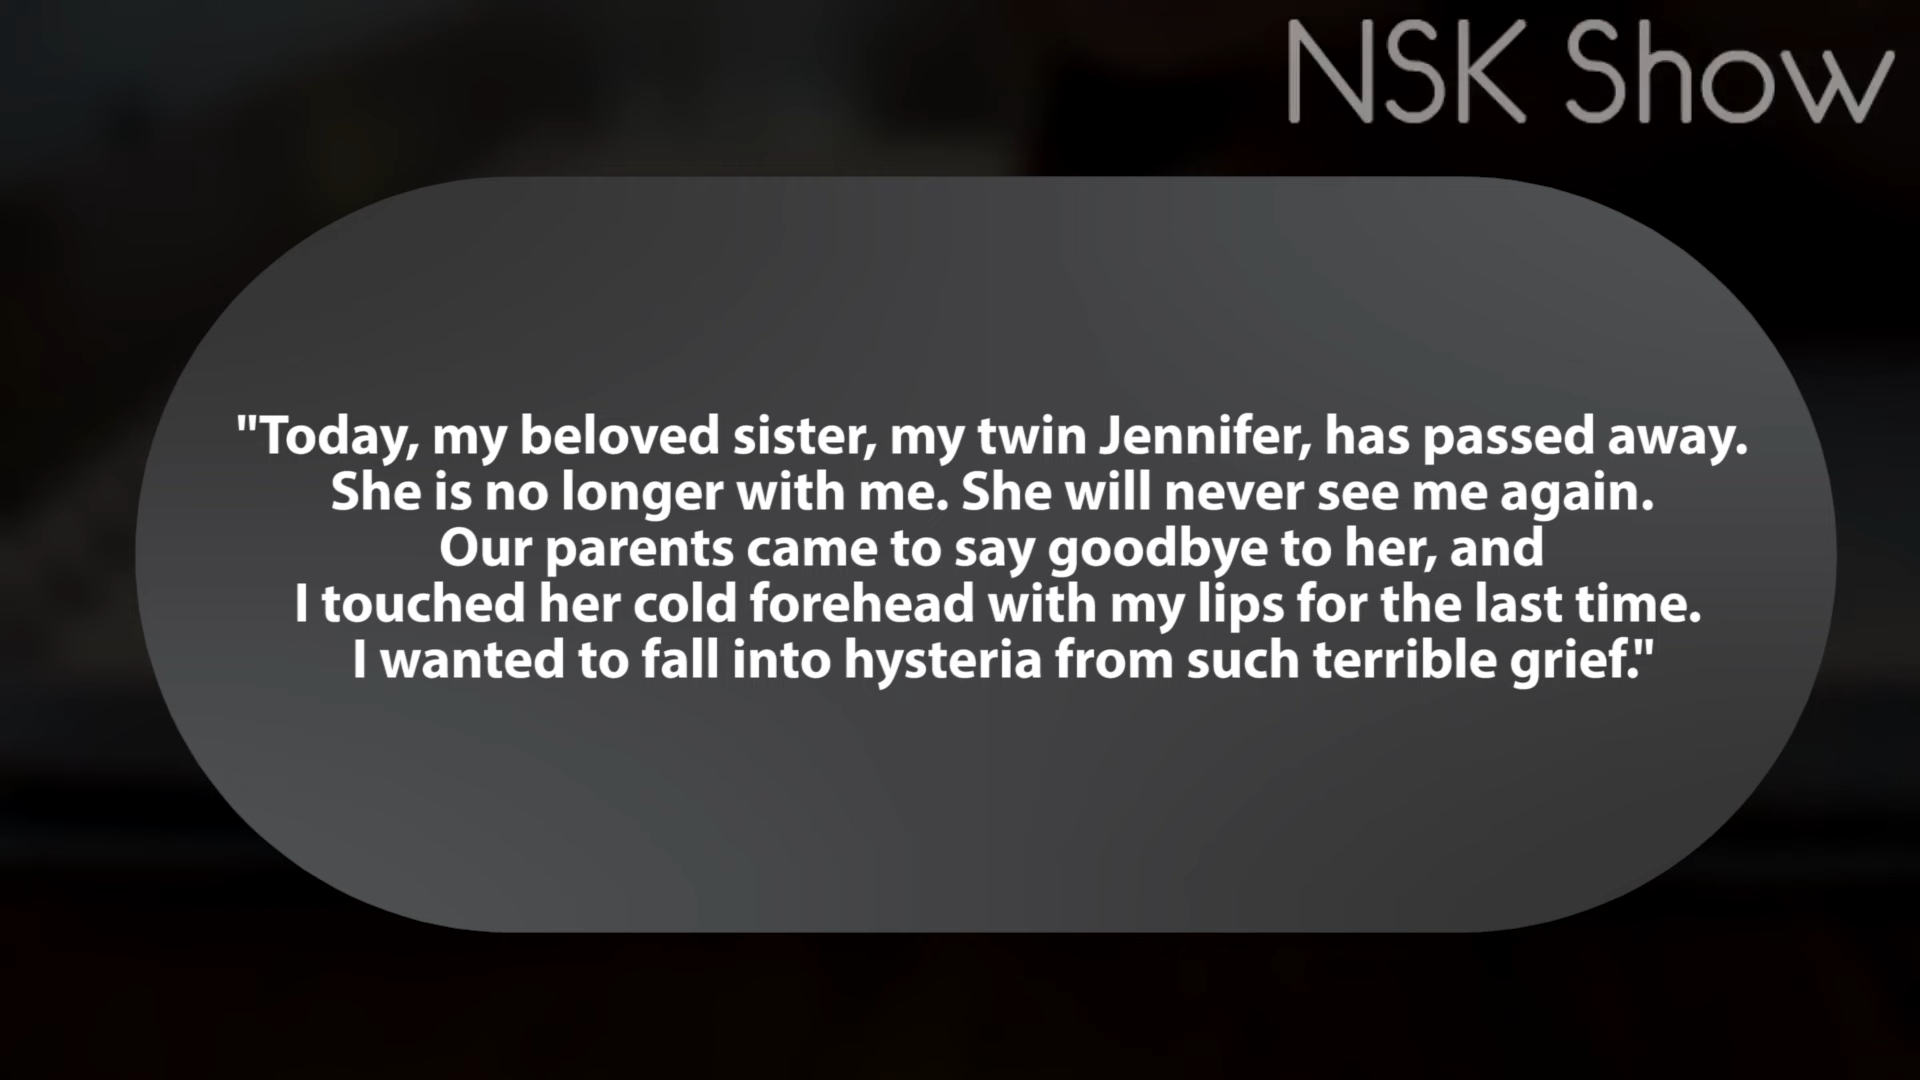 NSK Show
"Today, my beloved sister, my twin Jennifer, has passed away.
She is no longer with me. She will never see me again.
Our parents came to say goodbye to her, and
I touched her cold forehead with my lips for the last time.
I wanted to fall into hysteria from such terrible grief."